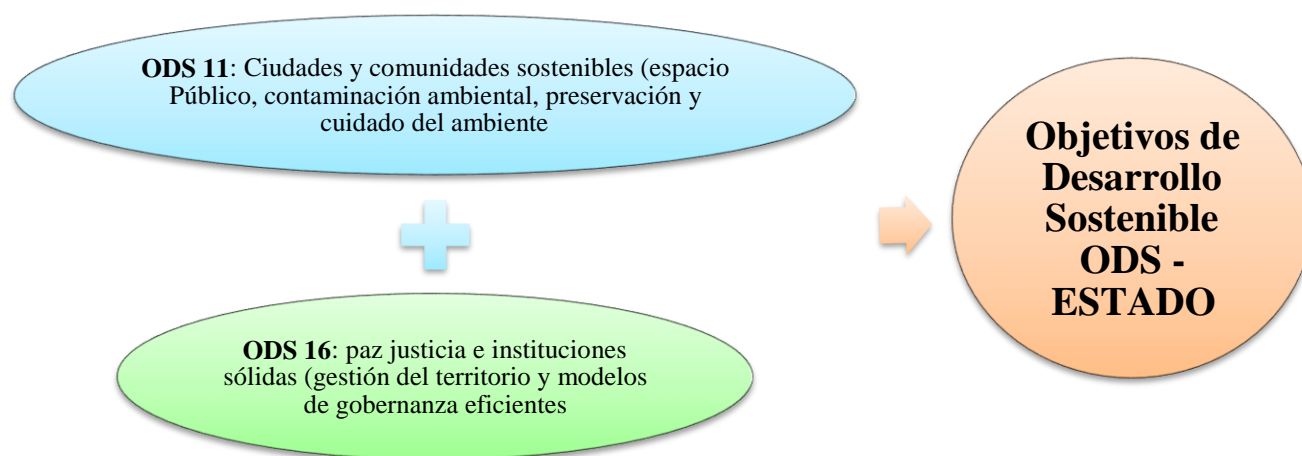 ODS 11: Ciudades y comunidades sostenibles (espacio
Público, contaminación ambiental, preservación y
cuidado del ambiente
ODS 16: paz justicia e instituciones
sólidas (gestión del territorio y modelos
de gobernanza eficientes
Objetivos de
Desarrollo
Sostenible
ODS -
ESTADO